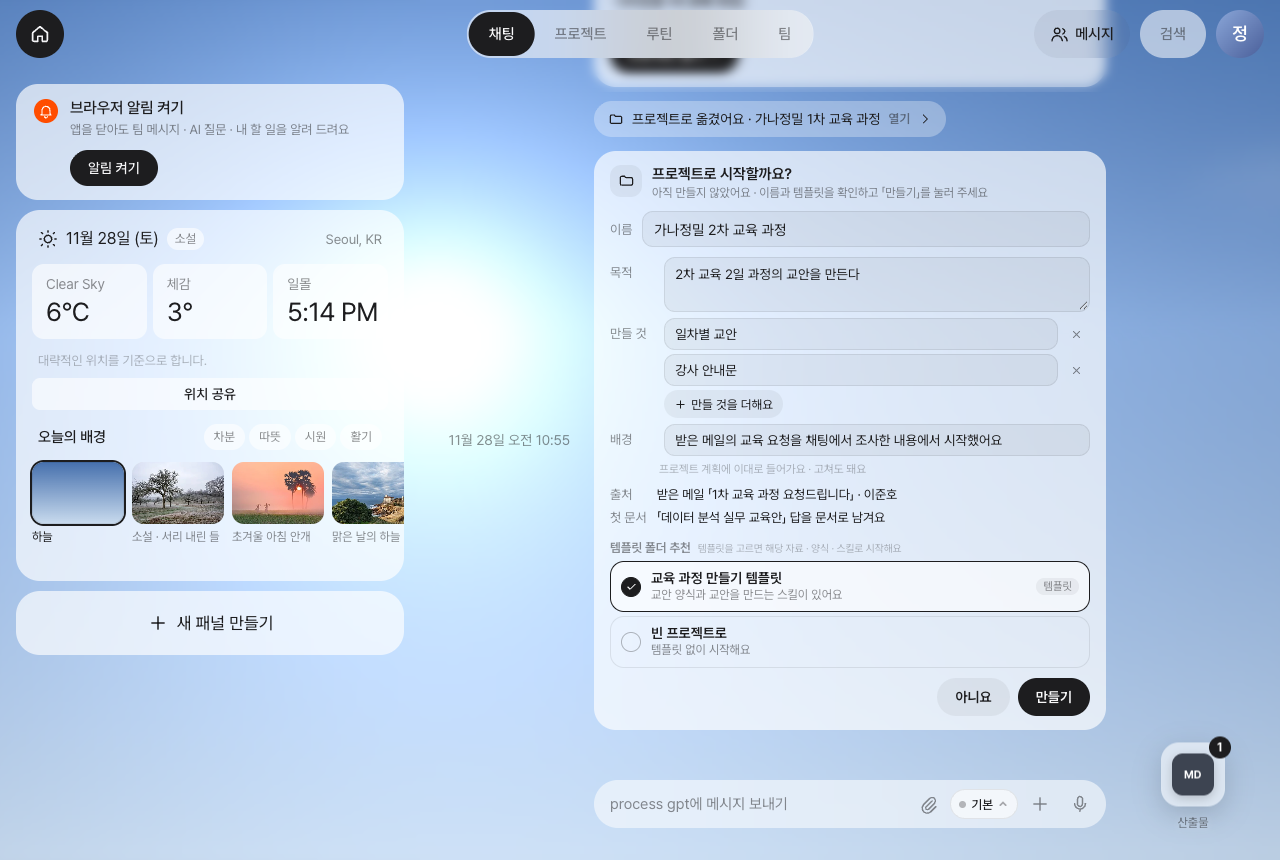 채팅
프로젝트
루틴
폴더
팀
메시지
검색
정
브라우저 알림 켜기
앱을 닫아도 팀 메시지 · AI 질문 · 내 할 일을 알려 드려요
알림 켜기
11월 28일 (토)
소설
Seoul, KR
Clear Sky
6°C
체감
3°
일몰
5:14 PM
대략적인 위치를 기준으로 합니다.
위치 공유
오늘의 배경
차분
따뜻
시원
활기
하늘
소설 · 서리 내린 들
초겨울 아침 안개
맑은 날의 하늘
새 패널 만들기
11월 28일 오전 10:55
프로젝트로 옮겼어요 · 가나정밀 1차 교육 과정 열기
프로젝트로 시작할까요?
아직 만들지 않았어요 · 이름과 템플릿을 확인하고 「만들기」를 눌러 주세요
이름
가나정밀 2차 교육 과정
목적
2차 교육 2일 과정의 교안을 만든다
만들 것
일차별 교안
강사 안내문
만들 것을 더해요
배경
받은 메일의 교육 요청을 채팅에서 조사한 내용에서 시작했어요
프로젝트 계획에 이대로 들어가요 · 고쳐도 돼요
출처
받은 메일 「1차 교육 과정 요청드립니다」 · 이준호
첫 문서
「데이터 분석 실무 교육안」 답을 문서로 남겨요
템플릿 폴더 추천 템플릿을 고르면 해당 자료 · 양식 · 스킬로 시작해요
교육 과정 만들기 템플릿
교안 양식과 교안을 만드는 스킬이 있어요
템플릿
빈 프로젝트로
템플릿 없이 시작해요
아니요
만들기
process gpt에 메시지 보내기
기본
1
MD
산출물